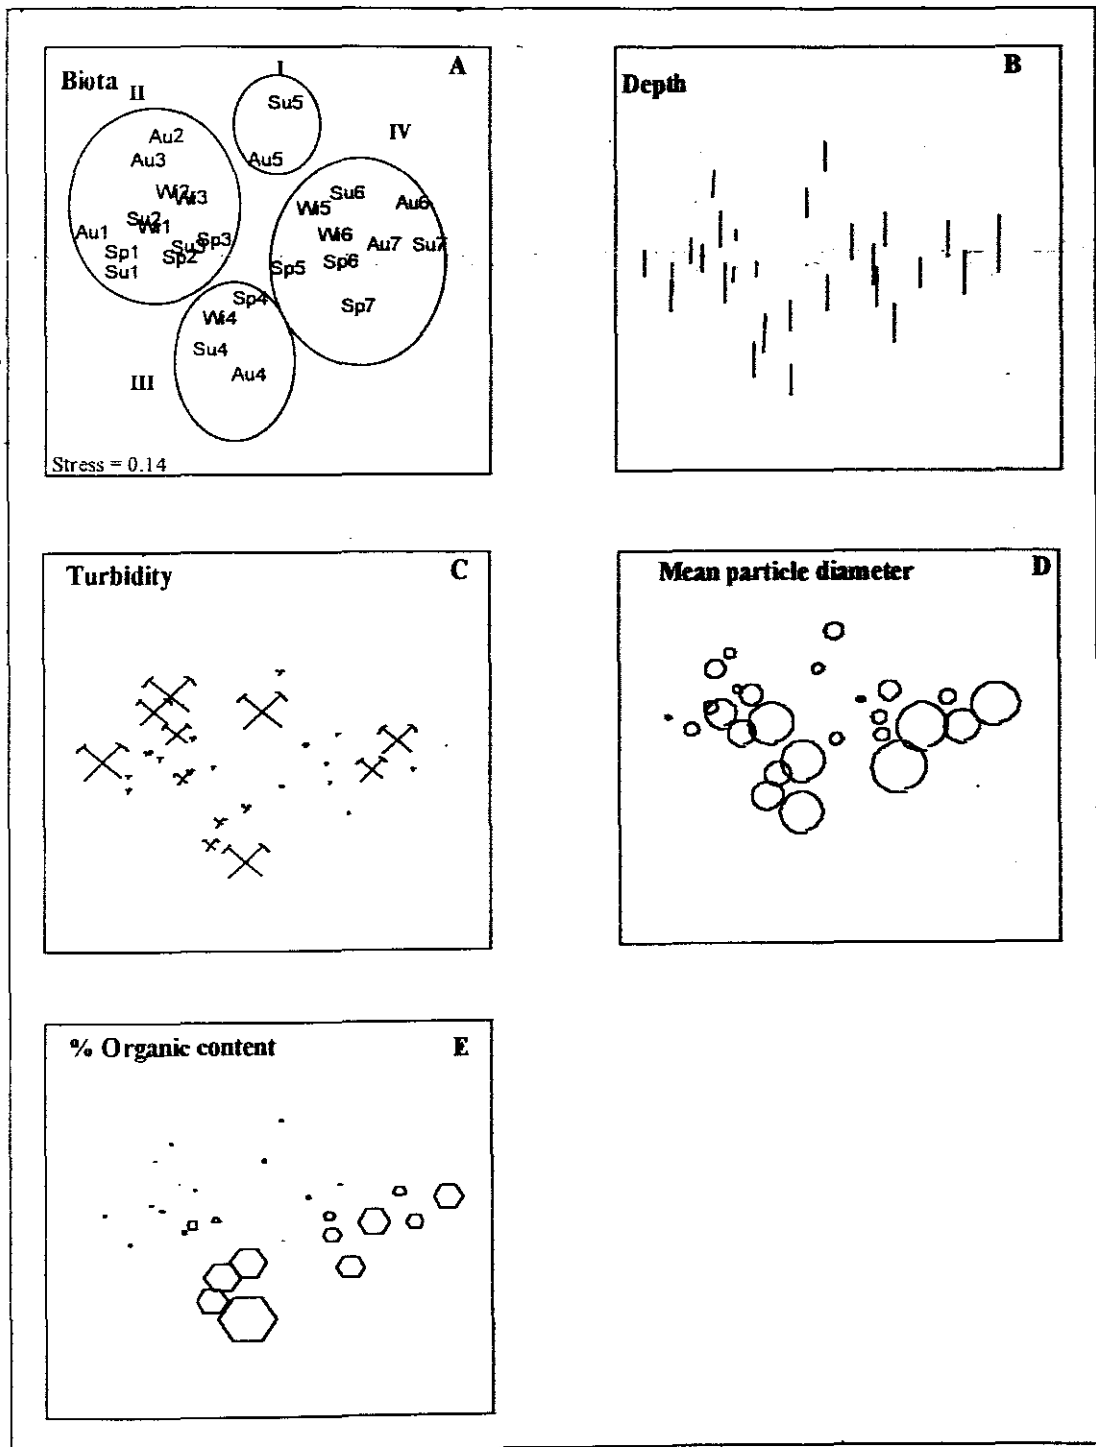 A
I
Biota
II
Su5
IV
Au2
Au3
Au5
Wi2
Wi3
Su6
Wi5
Au6
Su2
Wi1
Au1
Wi6
Sp3
Su3
Au7
Su7
Sp1
Sp2
Sp6
Sp5
Su1
Sp4
Sp7
Wi4
Su4
Au4
III
Stress = 0.14
B
Depth
Turbidity
C
Mean particle diameter
D
% Organic content
E